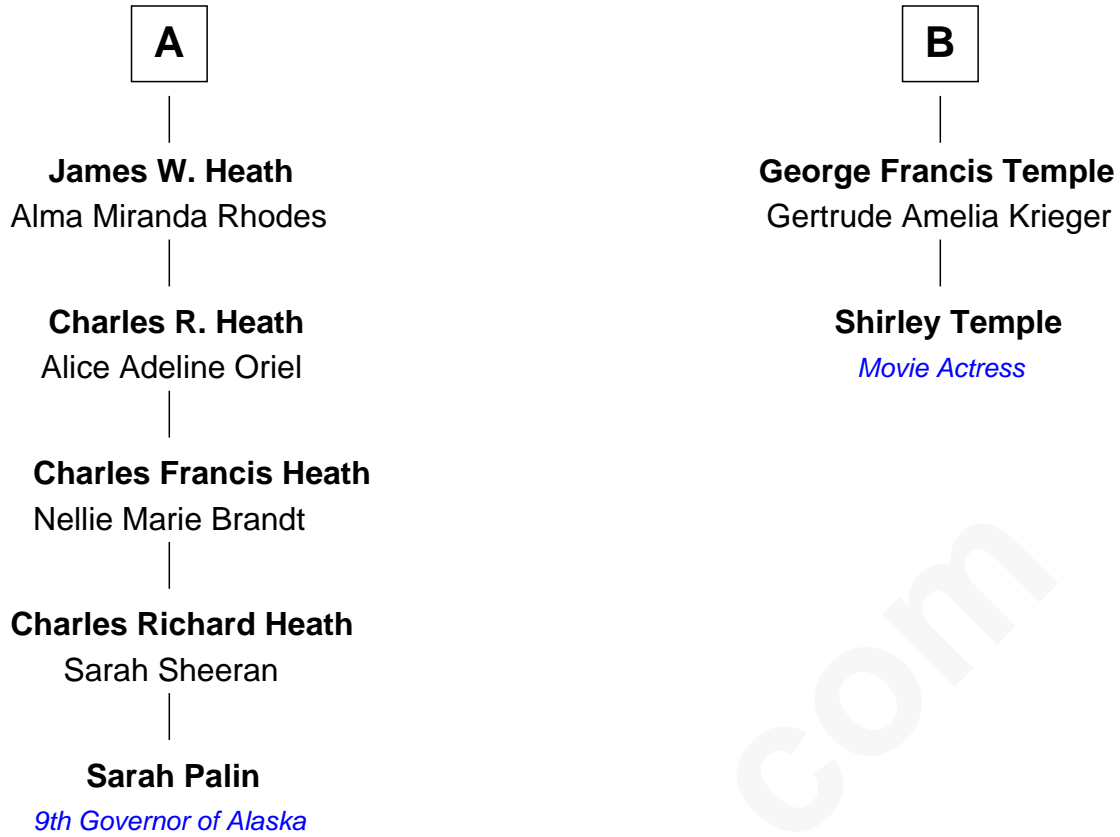 A
B
James W. Heath
Alma Miranda Rhodes
George Francis Temple
Gertrude Amelia Krieger
Charles R. Heath
Alice Adeline Oriel
Shirley Temple
Movie Actress
Charles Francis Heath
Nellie Marie Brandt
Charles Richard Heath
Sarah Sheeran
Sarah Palin
9th Governor of Alaska
com